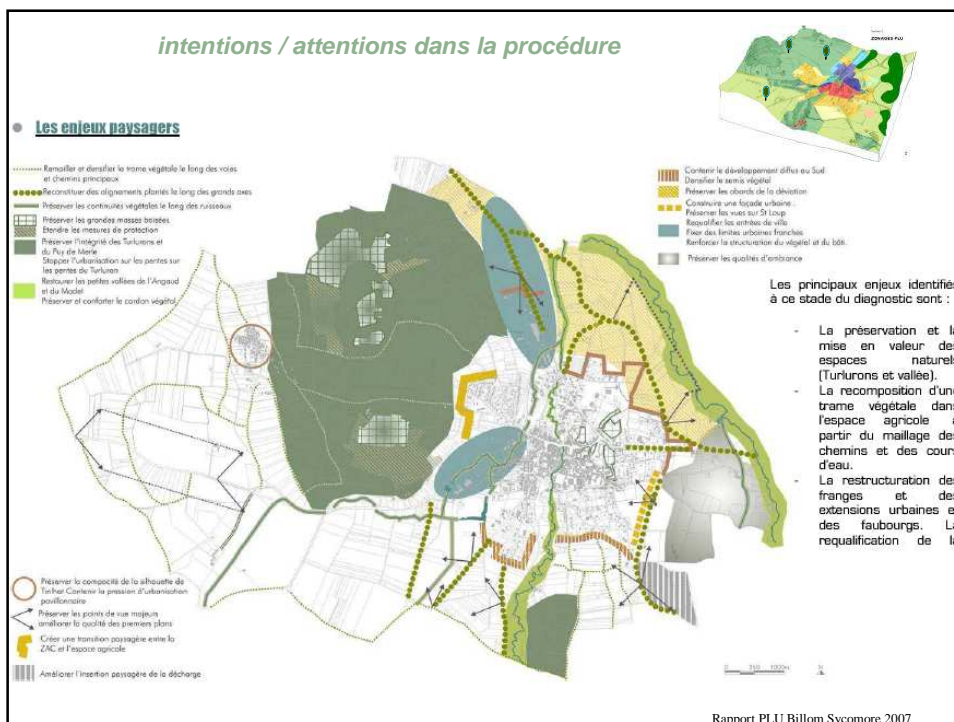 intentions / attentions dans la procédure
ZONAGES PLU
Les enjeux paysagers
Remailler et densifier la trame végétale le long des voies
et chemins principaux
Reconstituer des alignements plantés le long des grands axes
Préserver les continuités végétales le long des ruisseaux
Préserver les grandes masses boisées
Etendre les mesures de protection
Préserver l'intégrité des Turlurons et
du Puy de Merle
Stopper l'urbanisation sur les pentes sur
les pentes du Turluron
Restaurer les petites vallées de l'Angaud
et du Madet
Préserver et conforter le cordon végétal
Contenir le développement diffus au Sud
Densifier le semis végétal
Préserver les abords de la déviation
Construire une façade urbaine :
Préserver les vues sur St Loup
Requalifier les entrées de ville
Fixer des limites urbaines franches
Renforcer la structuration du végétal et du bâti.
Préserver les qualités d'ambiance
Les principaux enjeux identifié
à ce stade du diagnostic sont :
- La préservation et la
mise en valeur des
espaces naturels
(Turlurons et vallée).
- La recomposition d'une
trame végétale dans
l'espace agricole à
partir du maillage des
chemins et des cours
d'eau.
- La restructuration des
franges et des
extensions urbaines et
des faubourgs. La
requalification de la
Préserver la compacité de la silhouette de
Tinlhat Contenir la pression d'urbanisation
pavillonnaire
Préserver les points de vue majeurs
améliorer la qualité des premiers plans
Créer une transition paysagère entre la
ZAC et l'espace agricole
Améliorer l'insertion paysagère de la décharge
0 250 1000m N
Rapport PLU Billom Sycomore 2007